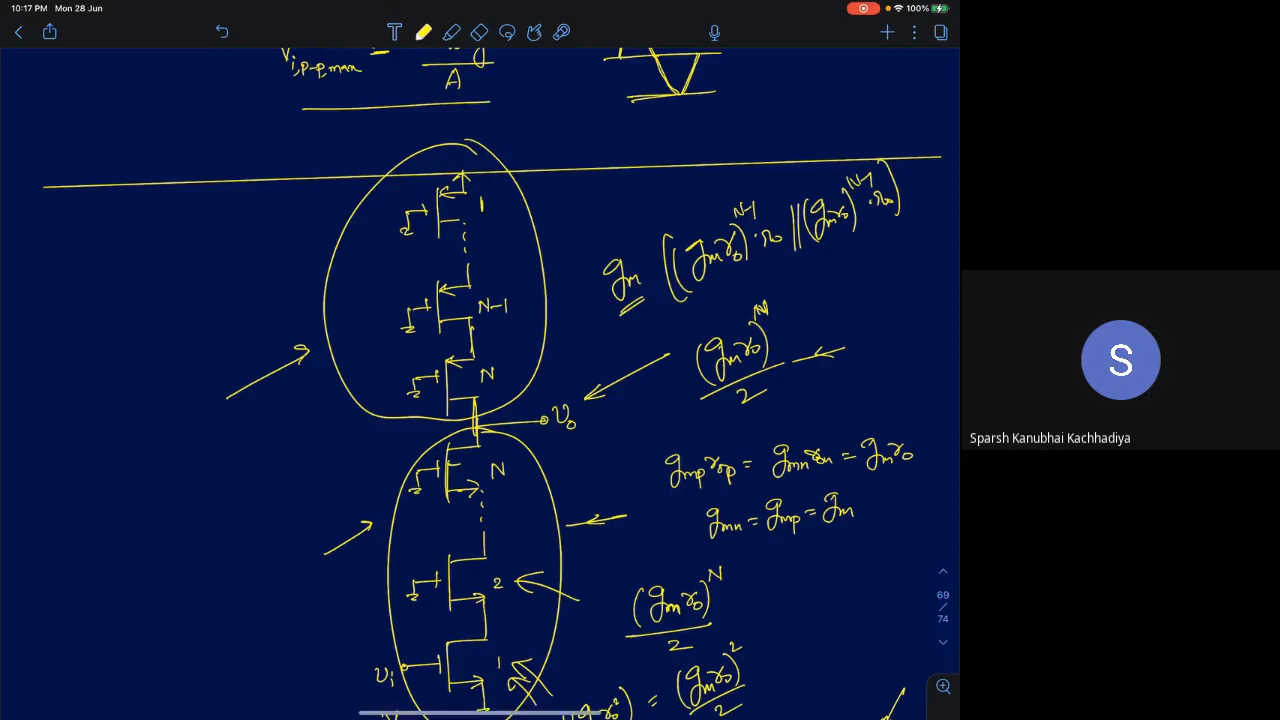 10:17 PM Mon 28 Jun
100%
V i,p-p,max =
A
1
g_m ((g_m r_o)^{N-1} . r_o || (g_m r_o)^{N-1} . r_o)
N-1
(g_m r_o)^N
2
N
v_o
g_mp r_op = g_mn r_on = g_m r_o
N
g_mn = g_mp = g_m
2
(g_m r_o)^N
2
v_i
1
= (g_m r_o)^2
2
69
/
74
S
Sparsh Kanubhai Kachhadiya